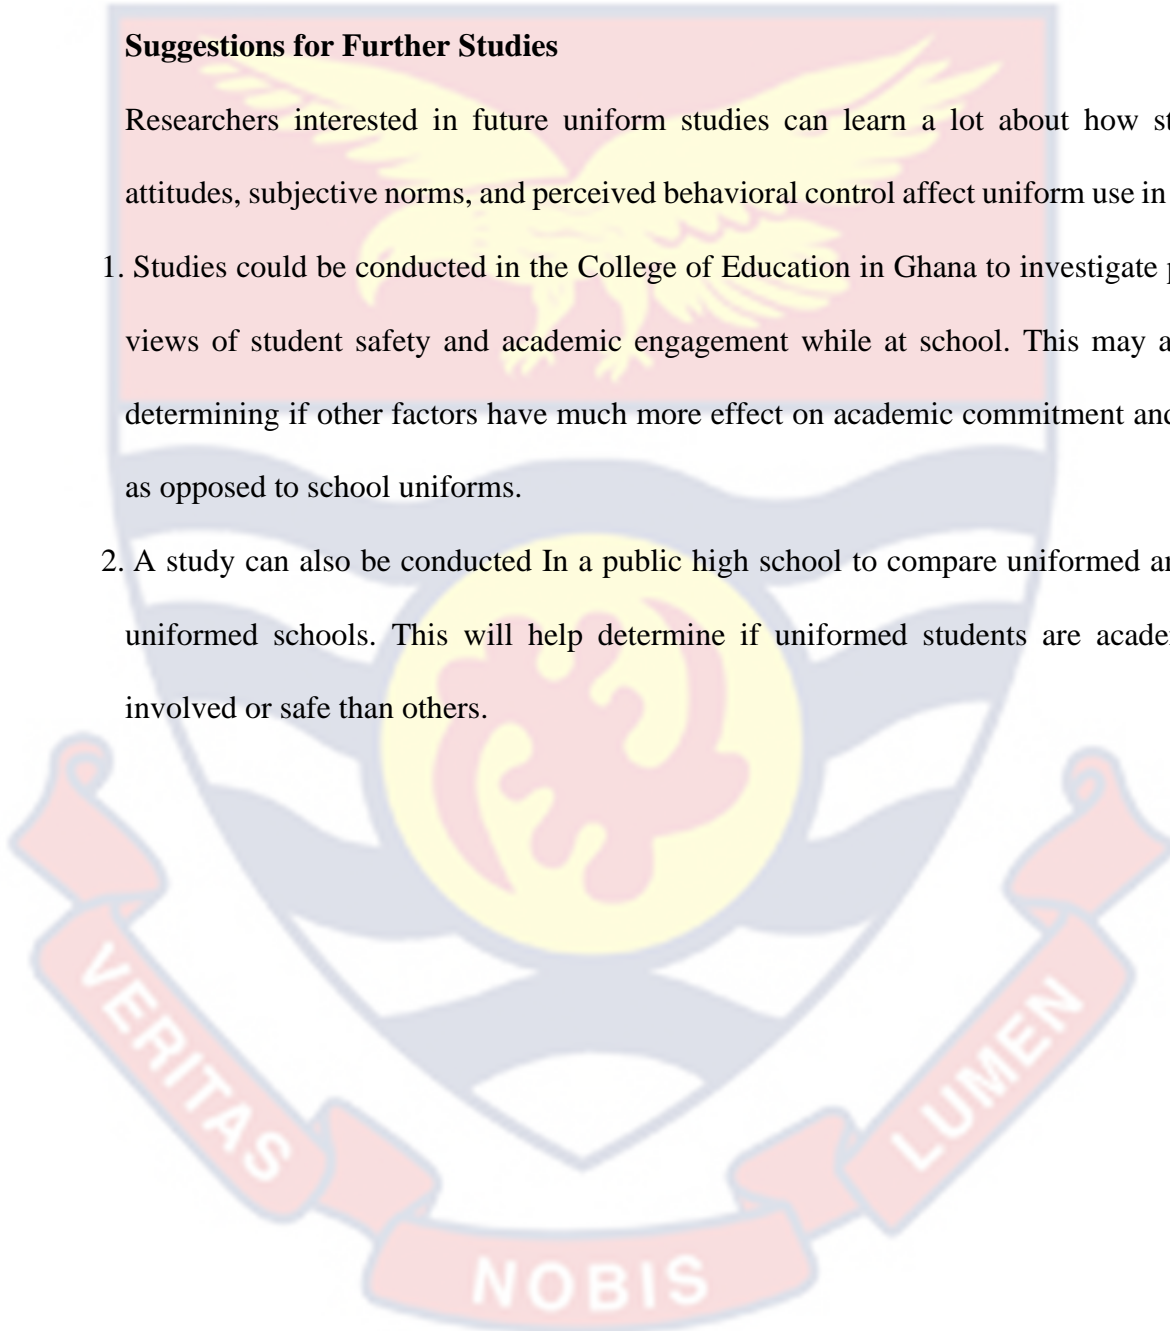 Suggestions for Further Studies
Researchers interested in future uniform studies can learn a lot about how
attitudes, subjective norms, and perceived behavioral control affect uniform use in
1. Studies could be conducted in the College of Education in Ghana to investigate
views of student safety and academic engagement while at school. This may
determining if other factors have much more effect on academic commitment and
as opposed to school uniforms.
2. A study can also be conducted In a public high school to compare uniformed
uniformed schools. This will help determine if uniformed students are
involved or safe than others.
VERITAS
NOBIS
LUMEN